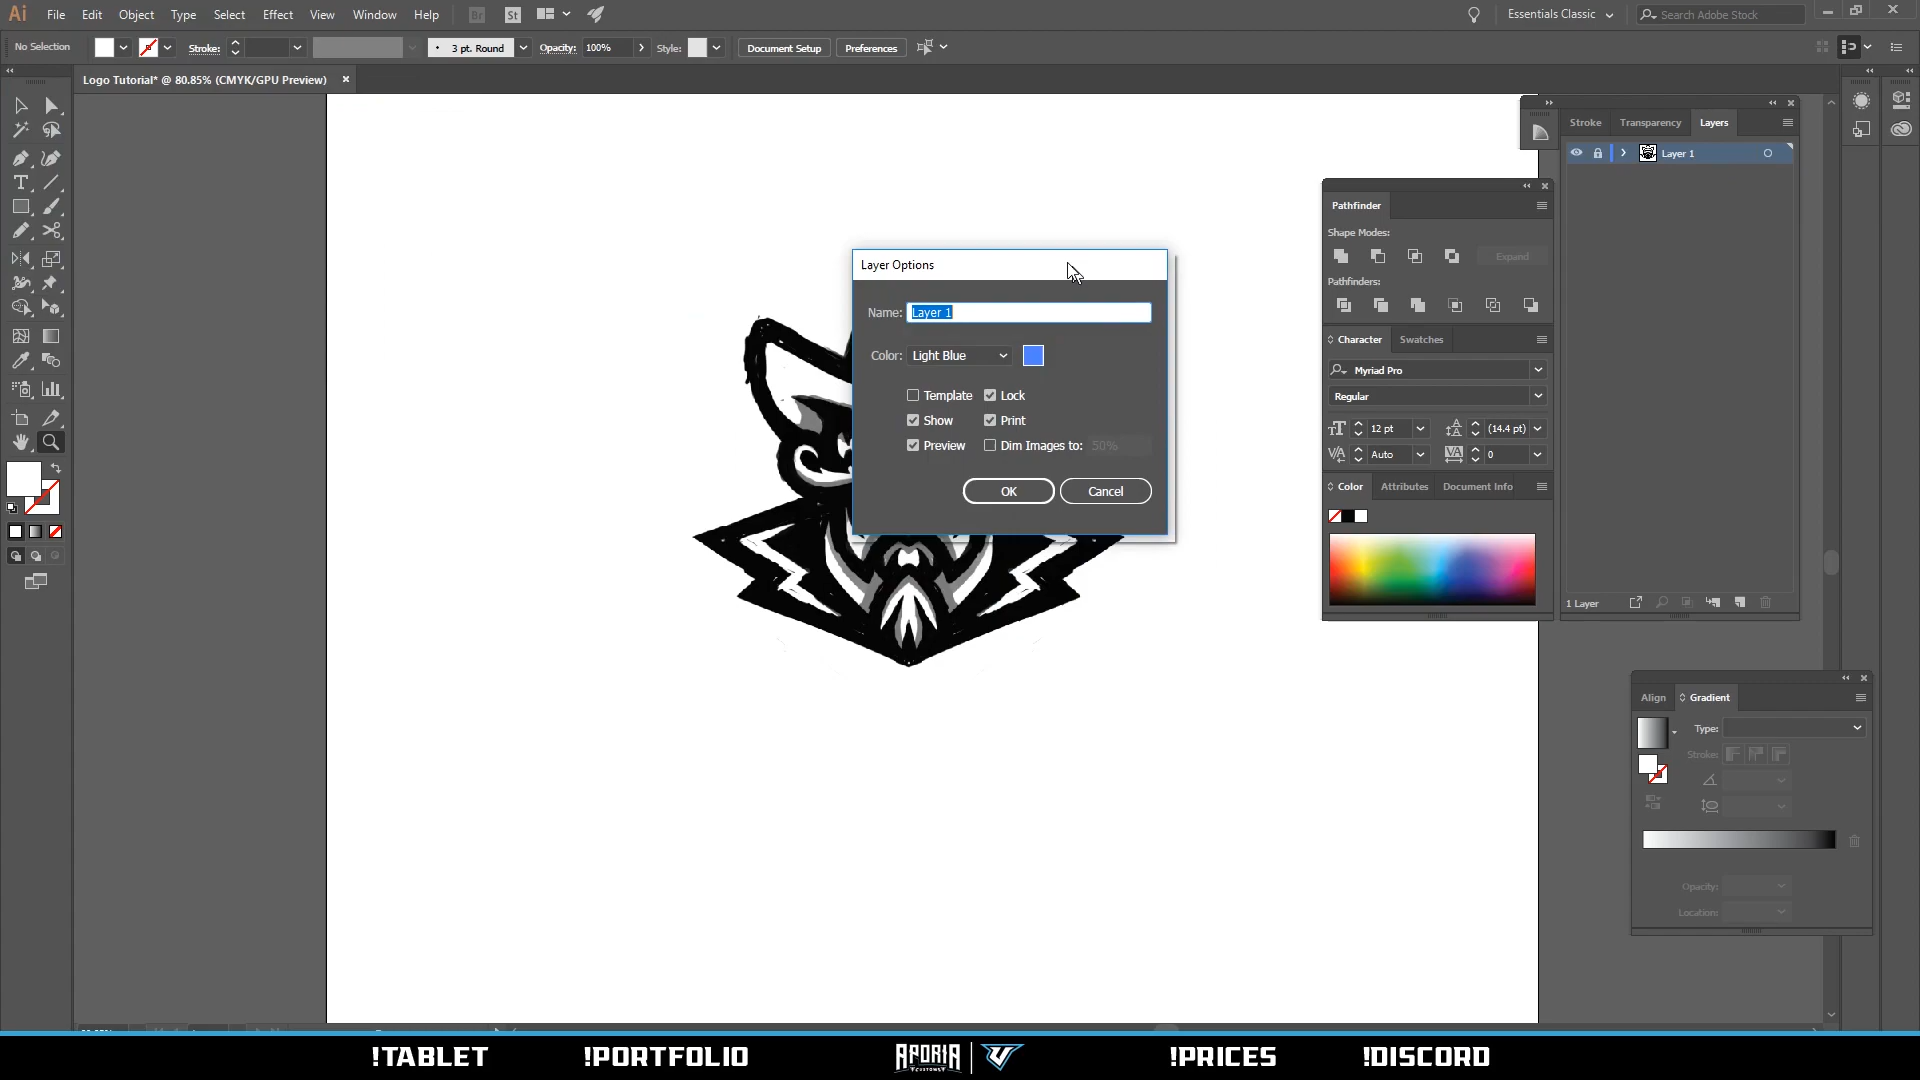 Ai File Edit Object Type Select Effect View Window Help Br St Essentials Classic Search Adobe Stock
No Selection Stroke: 3 pt. Round Opacity: 100% Style: Document Setup Preferences
Logo Tutorial* @ 80.85% (CMYK/GPU Preview)
Stroke Transparency Layers
Layer 1
Pathfinder
Shape Modes:
Expand
Pathfinders:
Character Swatches
Myriad Pro
Regular
12 pt (14.4 pt)
Auto 0
Color Attributes Document Info
1 Layer
Layer Options
Name: Layer 1
Color: Light Blue
Template Lock
Show Print
Preview Dim Images to: 50%
OK Cancel
Align Gradient
Type:
Stroke:
Opacity:
Location:
!TABLET !PORTFOLIO APORIA CUSTOMS !PRICES !DISCORD